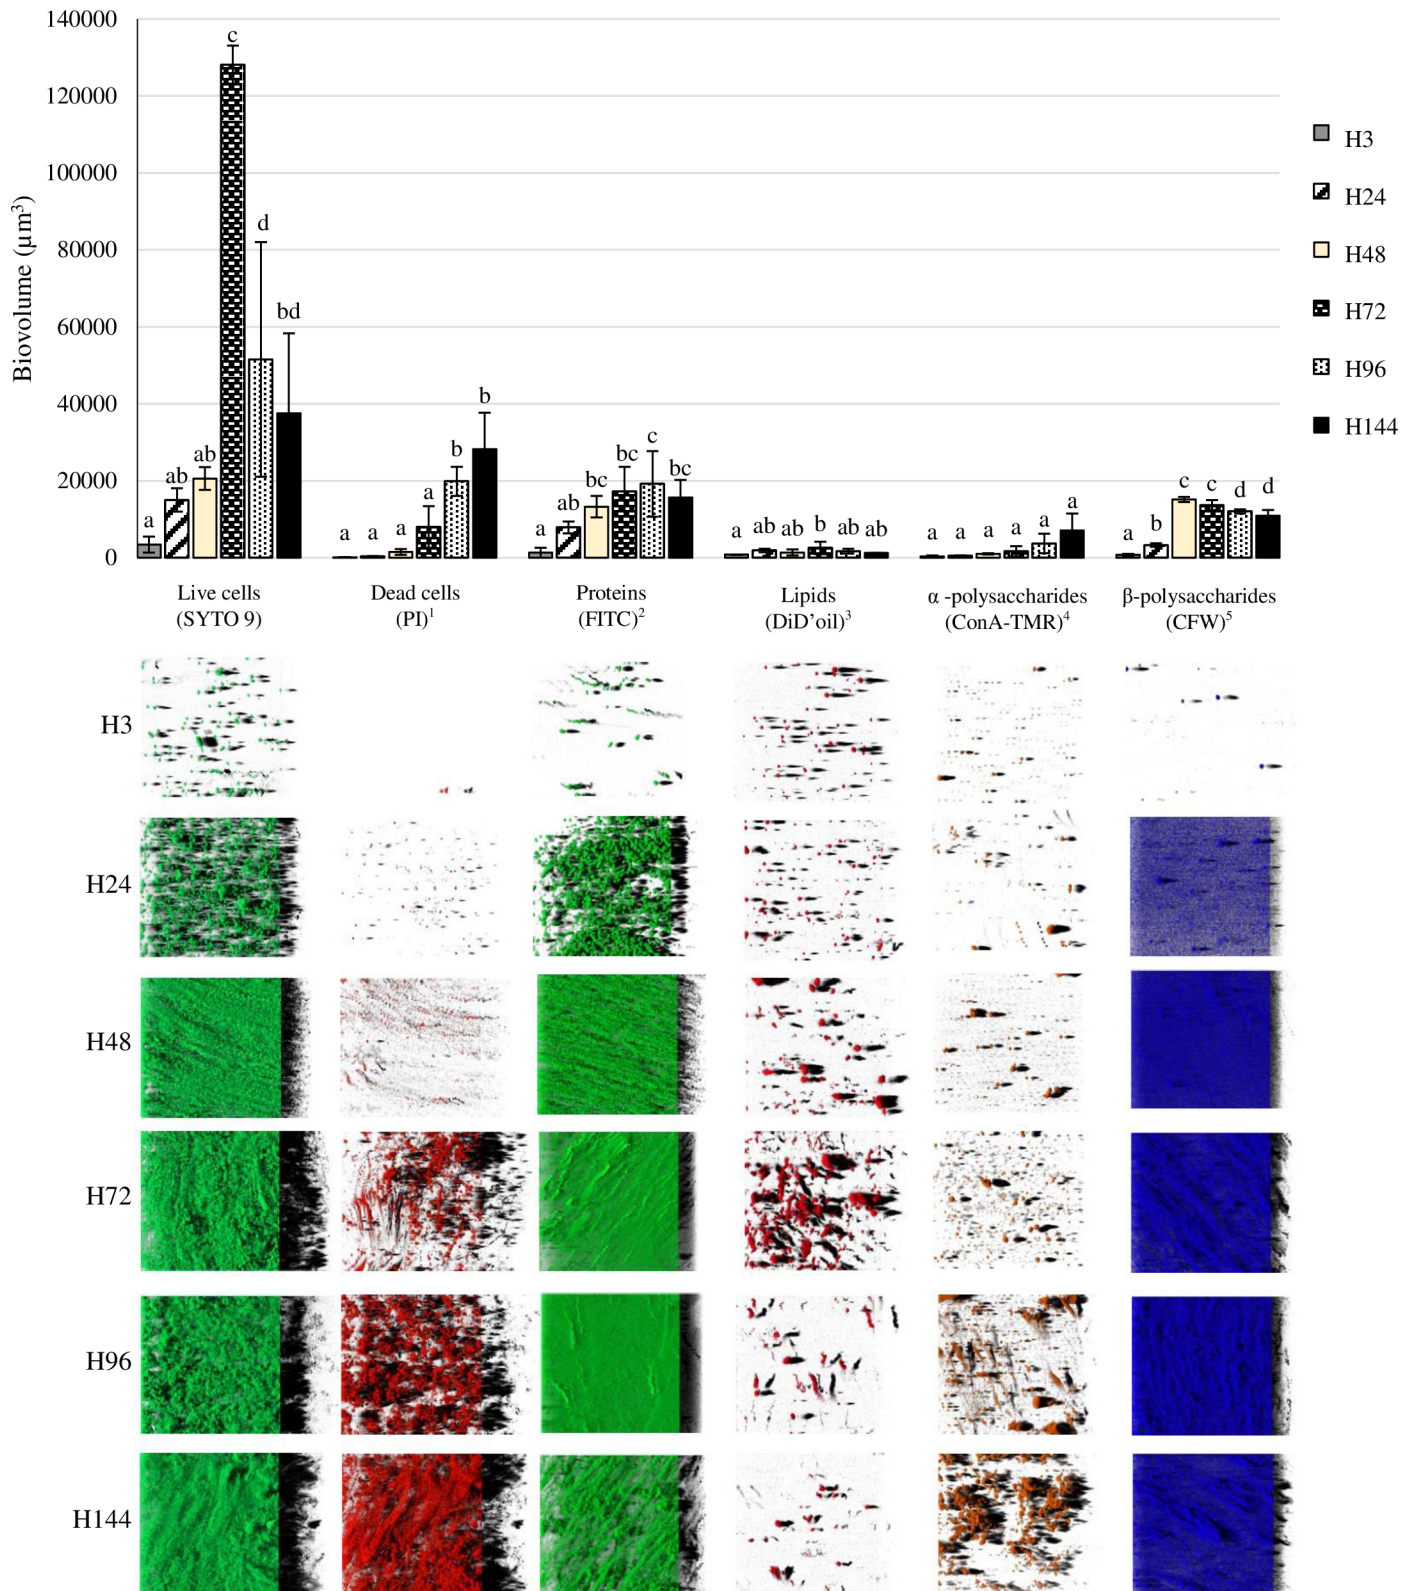 140000
120000
100000
80000
60000
40000
20000
0
Biovolume (µm³)
a ab ab c d bd
a a a a b b
a ab bc bc c bc
a ab ab b ab ab
a a a a a a
a b c c d d
H3
H24
H48
H72
H96
H144
Live cells
(SYTO 9)
Dead cells
(PI)¹
Proteins
(FITC)²
Lipids
(DiD’oil)³
α -polysaccharides
(ConA-TMR)⁴
β-polysaccharides
(CFW)⁵
H3
H24
H48
H72
H96
H144